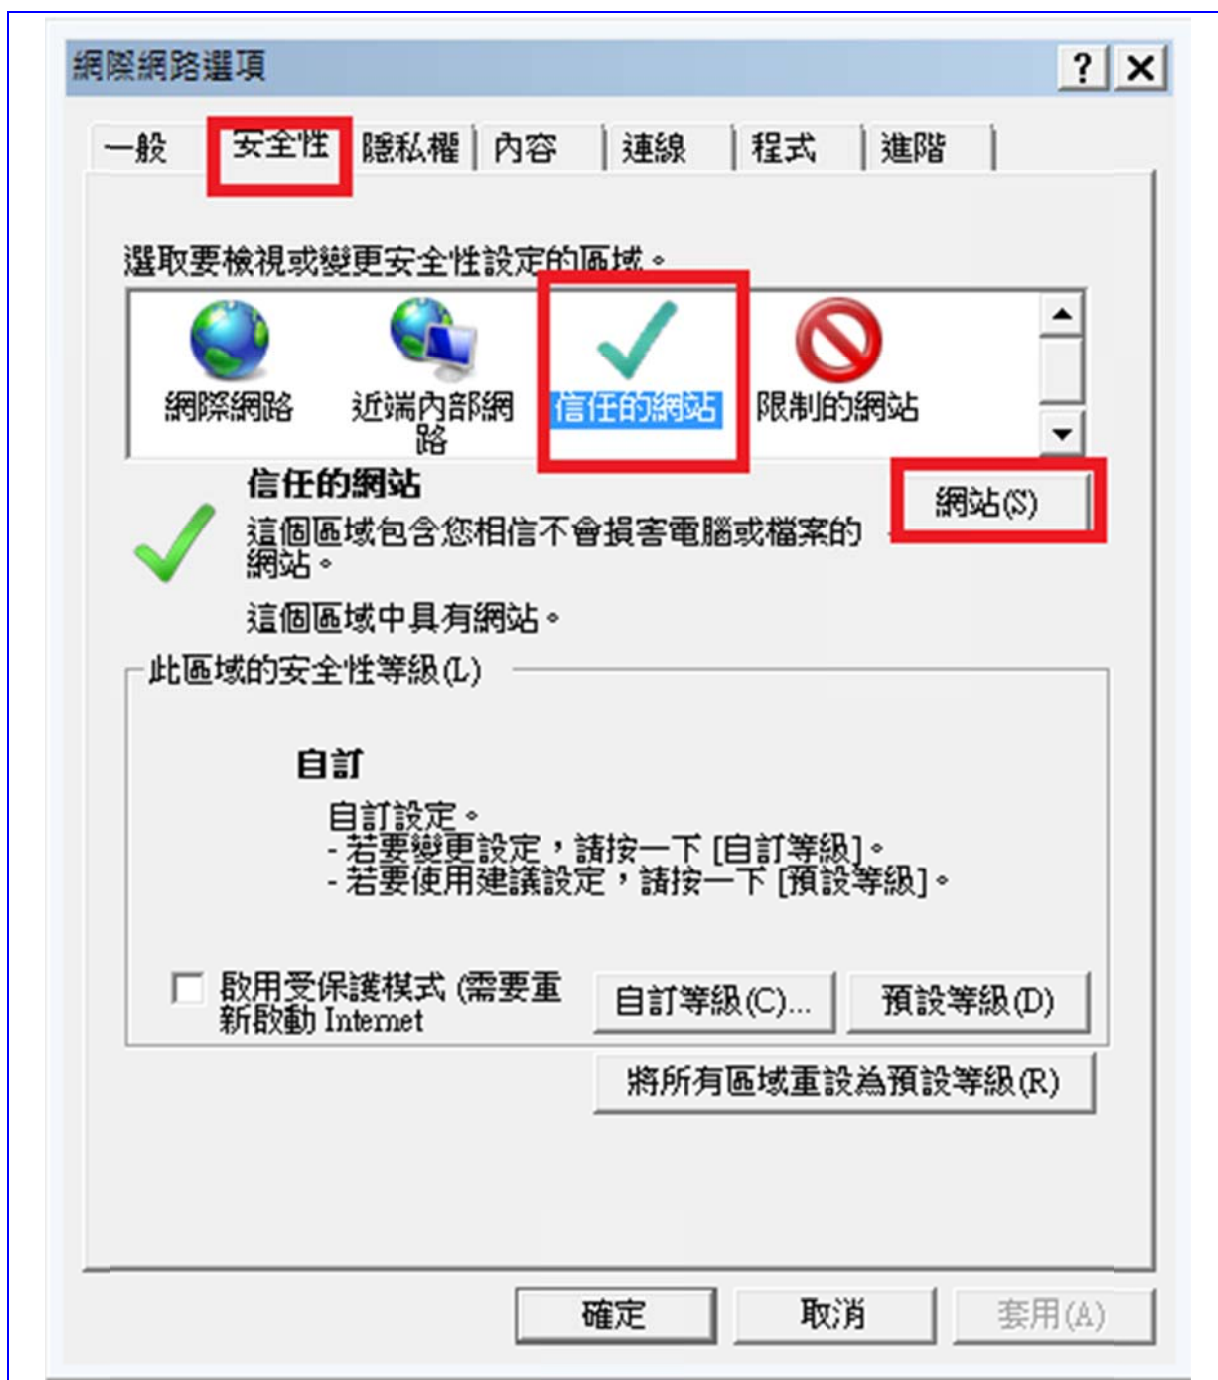 網際網路選項
一般 安全性 隱私權 內容 連線 程式 進階
選取要檢視或變更安全性設定的區域。
網際網路 近端內部網路 信任的網站 限制的網站
信任的網站
網站(S)
這個區域包含您相信不會損害電腦或檔案的
網站。
這個區域中具有網站。
此區域的安全性等級(L)
自訂
自訂設定。
- 若要變更設定，請按一下 [自訂等級]。
- 若要使用建議設定，請按一下 [預設等級]。
啟用受保護模式 (需要重
新啟動 Internet
自訂等級(C)... 預設等級(D)
將所有區域重設為預設等級(R)
確定 取消 套用(A)